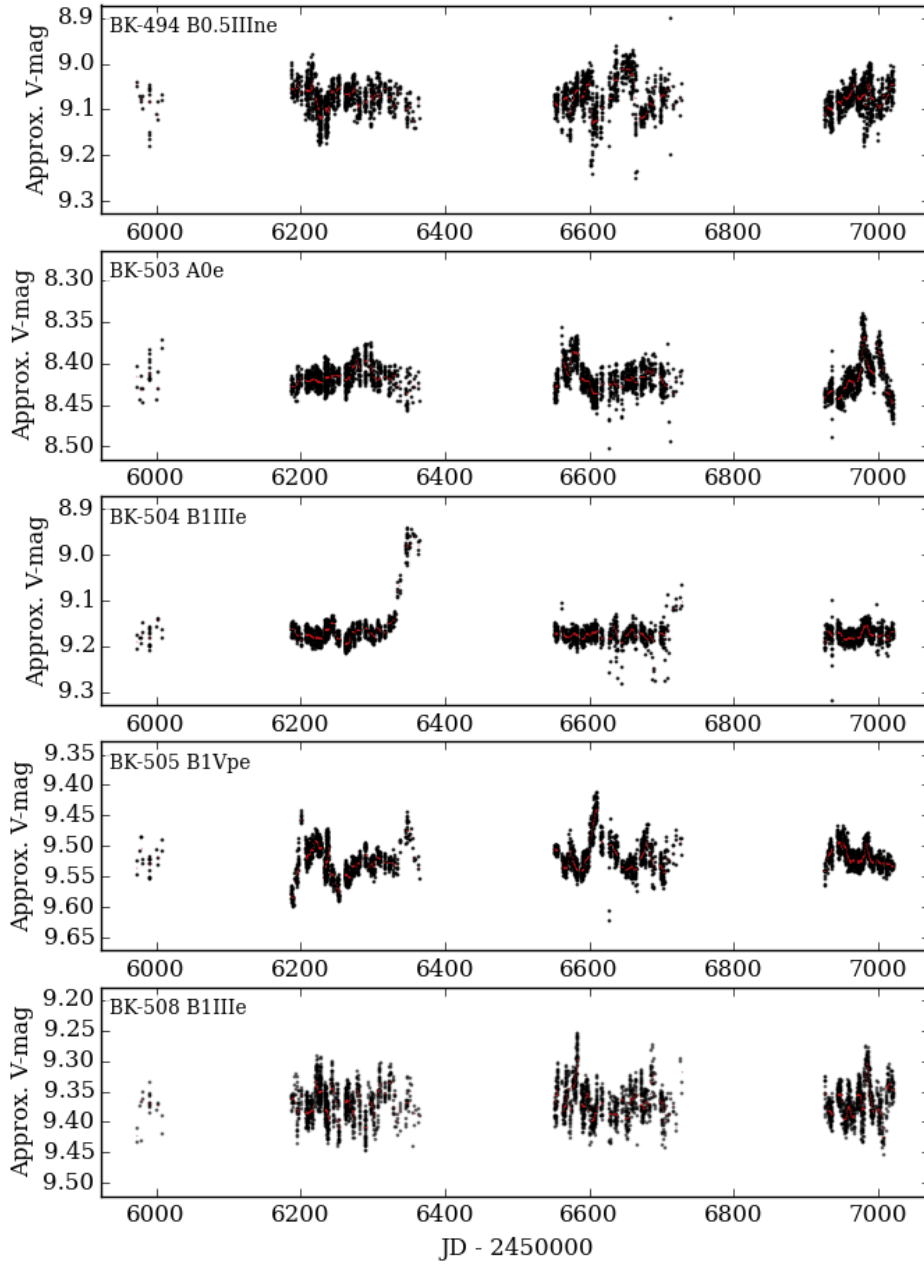 BK-494 B0.5IIIne
Approx. V-mag
8.9
9.0
9.1
9.2
9.3
6000 6200 6400 6600 6800 7000
BK-503 A0e
Approx. V-mag
8.30
8.35
8.40
8.45
8.50
6000 6200 6400 6600 6800 7000
BK-504 B1IIIe
Approx. V-mag
8.9
9.0
9.1
9.2
9.3
6000 6200 6400 6600 6800 7000
BK-505 B1Vpe
Approx. V-mag
9.35
9.40
9.45
9.50
9.55
9.60
9.65
6000 6200 6400 6600 6800 7000
BK-508 B1IIIe
Approx. V-mag
9.20
9.25
9.30
9.35
9.40
9.45
9.50
6000 6200 6400 6600 6800 7000
JD - 2450000